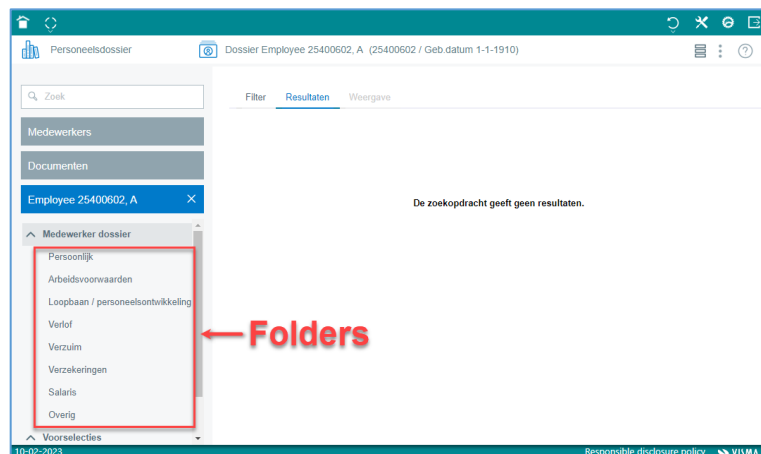 Personeelsdossier
Dossier Employee 25400602, A (25400602 / Geb.datum 1-1-1910)
Zoek
Filter Resultaten Weergave
Medewerkers
Documenten
Employee 25400602, A
De zoekopdracht geeft geen resultaten.
Medewerker dossier
Persoonlijk
Arbeidsvoorwaarden
Loopbaan / personeelsontwikkeling
Verlof
Folders
Verzuim
Verzekeringen
Salaris
Overig
Voorselecties
10-02-2023
Responsible disclosure policy VISMA